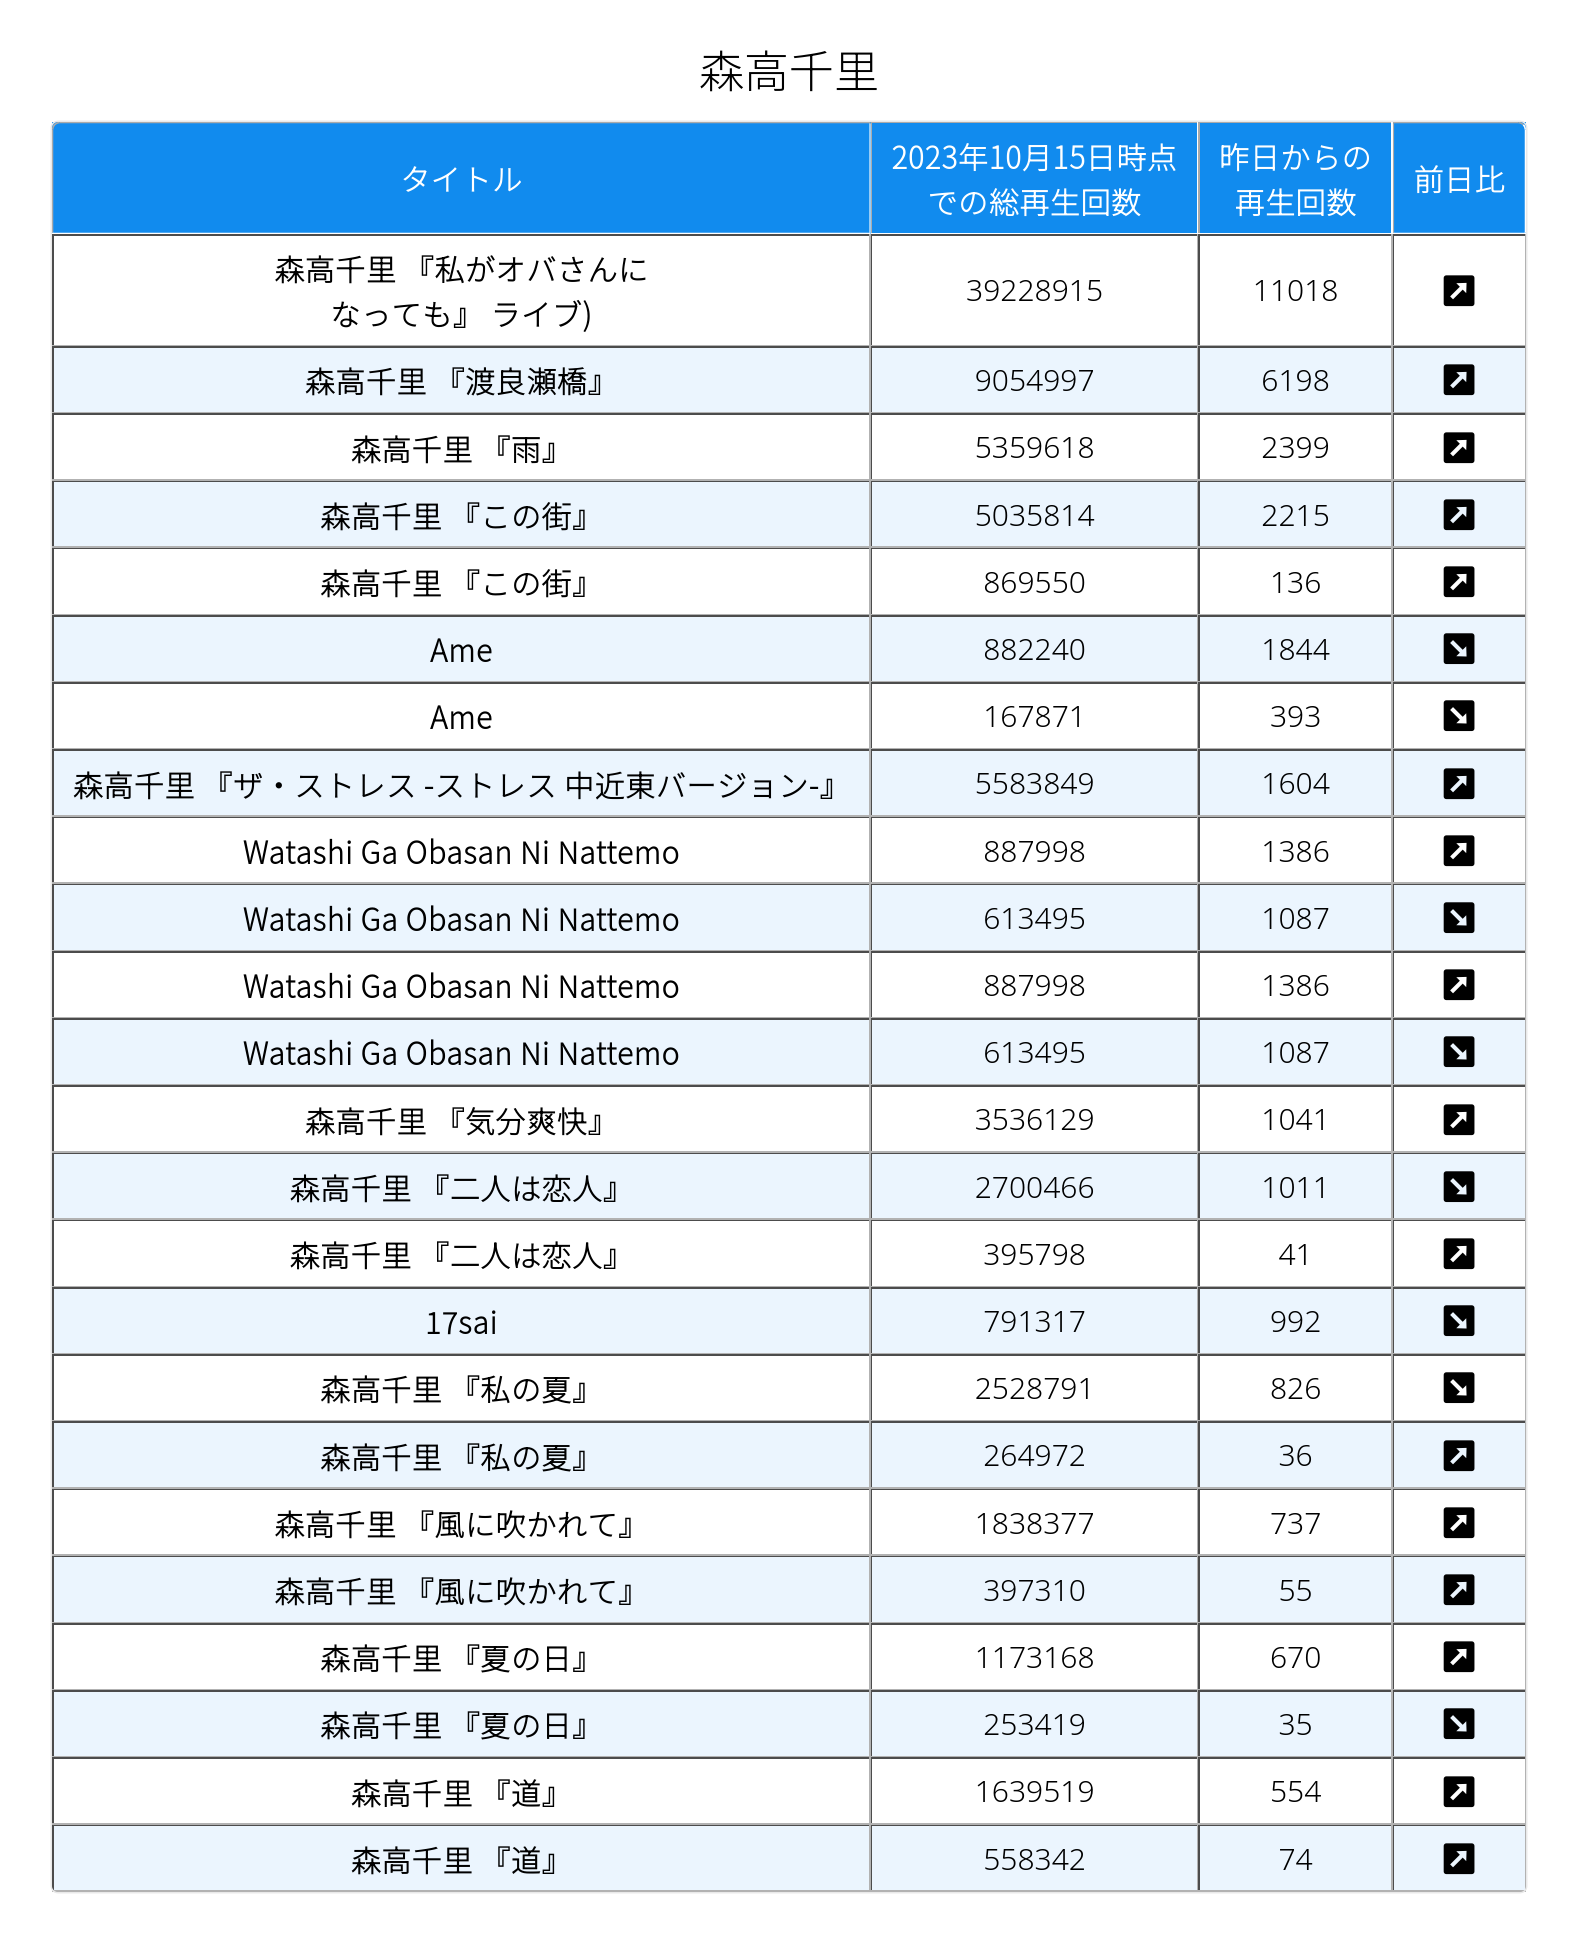 森高千里
タイトル
2023年10月15日時点
での総再生回数
昨日からの
再生回数
前日比
森高千里 『私がオバさんに
なっても』 ライブ)
39228915 11018 ↗
森高千里 『渡良瀬橋』 9054997 6198 ↗
森高千里 『雨』 5359618 2399 ↗
森高千里 『この街』 5035814 2215 ↗
森高千里 『この街』 869550 136 ↗
Ame 882240 1844 ↘
Ame 167871 393 ↘
森高千里 『ザ・ストレス -ストレス 中近東バージョン-』 5583849 1604 ↗
Watashi Ga Obasan Ni Nattemo 887998 1386 ↗
Watashi Ga Obasan Ni Nattemo 613495 1087 ↘
Watashi Ga Obasan Ni Nattemo 887998 1386 ↗
Watashi Ga Obasan Ni Nattemo 613495 1087 ↘
森高千里 『気分爽快』 3536129 1041 ↗
森高千里 『二人は恋人』 2700466 1011 ↘
森高千里 『二人は恋人』 395798 41 ↗
17sai 791317 992 ↘
森高千里 『私の夏』 2528791 826 ↘
森高千里 『私の夏』 264972 36 ↗
森高千里 『風に吹かれて』 1838377 737 ↗
森高千里 『風に吹かれて』 397310 55 ↗
森高千里 『夏の日』 1173168 670 ↗
森高千里 『夏の日』 253419 35 ↘
森高千里 『道』 1639519 554 ↗
森高千里 『道』 558342 74 ↗